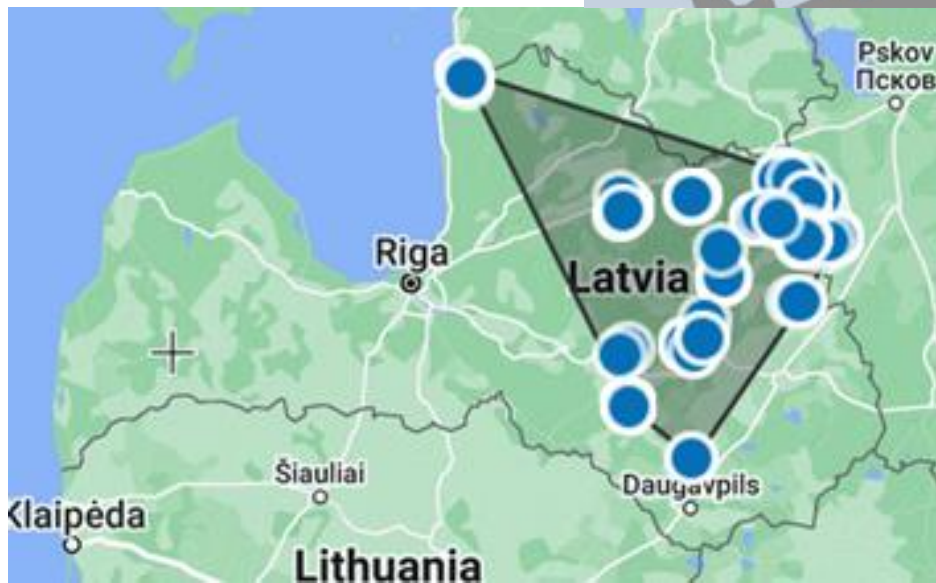 Pskov
Псков
Riga
Latvia
Šiauliai
Daugavpils
Klaipėda
Lithuania